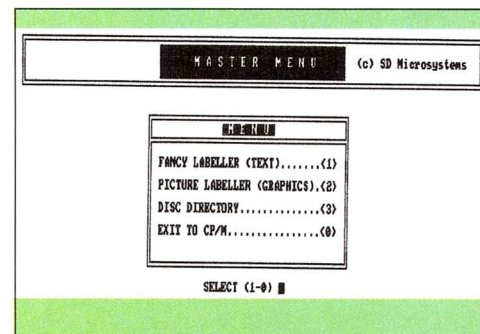 MASTER MENU (c) SD Microsystems
MENU
FANCY LABELLER (TEXT).......<1>
PICTURE LABELLER (GRAPHICS).<2>
DISC DIRECTORY..............<3>
EXIT TO CP/M................<0>
SELECT (1-0)